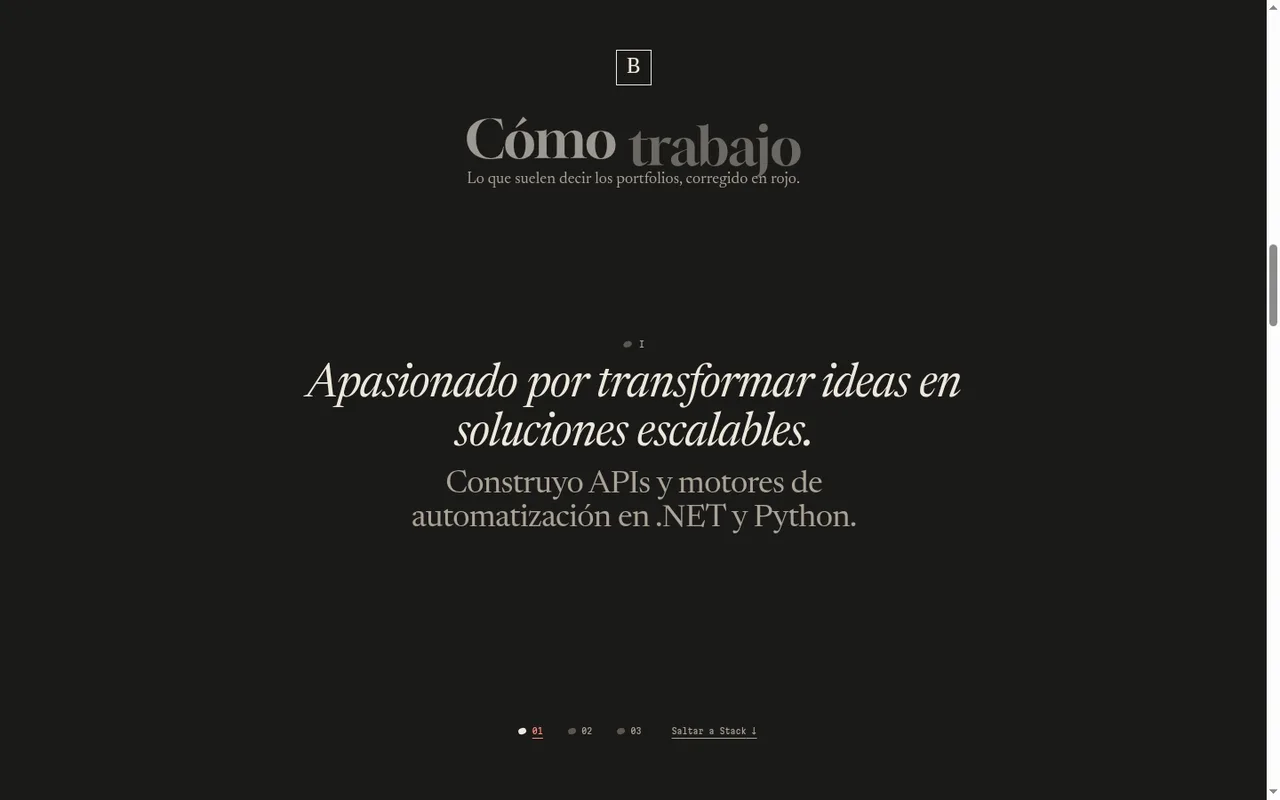 B
Cómo trabajo
Lo que suelen decir los portfolios, corregido en rojo.
I
Apasionado por transformar ideas en
soluciones escalables.
Construyo APIs y motores de
automatización en .NET y Python.
01 02 03 Saltar a Stack ↓